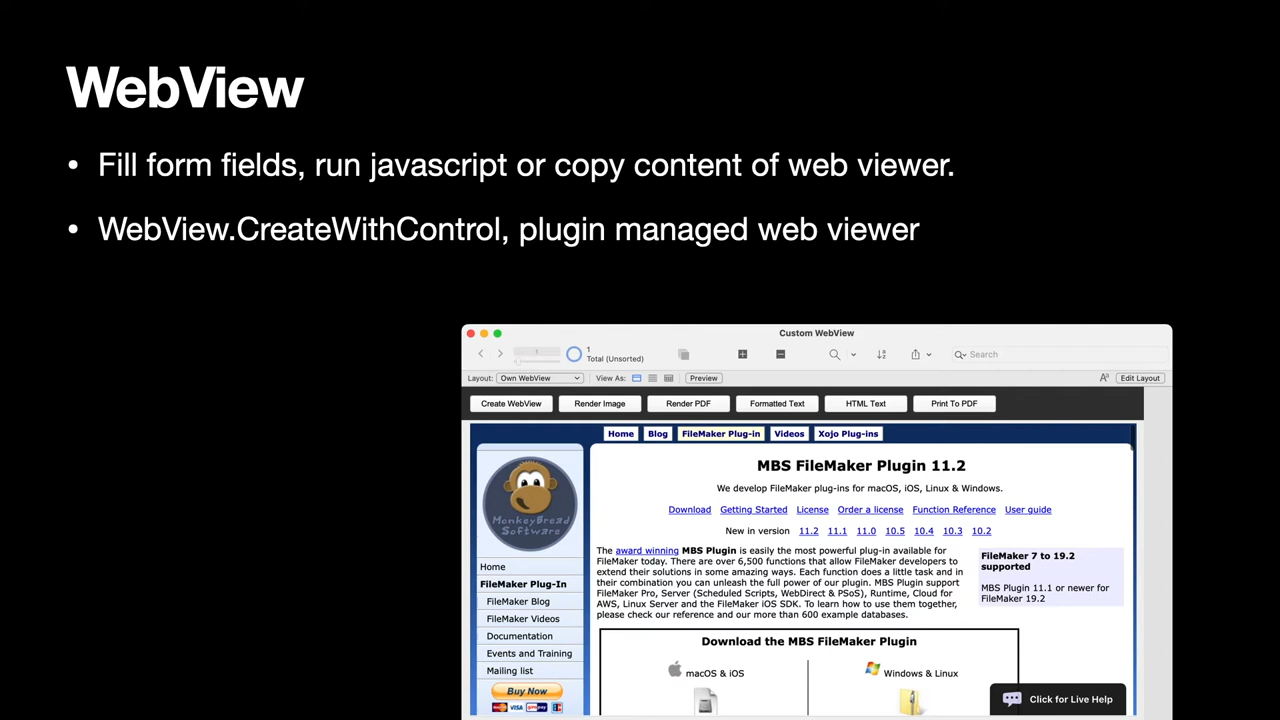 WebView
• Fill form fields, run javascript or copy content of web viewer.
• WebView.CreateWithControl, plugin managed web viewer
Custom WebView
1
1
Total (Unsorted)
Search
Layout: Own WebView View As: Preview Aa Edit Layout
Create WebView Render Image Render PDF Formatted Text HTML Text Print To PDF
Home Blog FileMaker Plug-in Videos Xojo Plug-ins
MonkeyBread
Software
Home
FileMaker Plug-In
FileMaker Blog
FileMaker Videos
Documentation
Events and Training
Mailing list
Buy Now
VISA
MBS FileMaker Plugin 11.2
We develop FileMaker plug-ins for macOS, iOS, Linux & Windows.
Download Getting Started License Order a license Function Reference User guide
New in version 11.2 11.1 11.0 10.5 10.4 10.3 10.2
The award winning MBS Plugin is easily the most powerful plug-in available for
FileMaker today. There are over 6,500 functions that allow FileMaker developers to
extend their solutions in some amazing ways. Each function does a little task and in
their combination you can unleash the full power of our plugin. MBS Plugin support
FileMaker Pro, Server (Scheduled Scripts, WebDirect & PSoS), Runtime, Cloud for
AWS, Linux Server and the FileMaker iOS SDK. To learn how to use them together,
please check our reference and our more than 600 example databases.
FileMaker 7 to 19.2
supported
MBS Plugin 11.1 or newer for
FileMaker 19.2
Download the MBS FileMaker Plugin
macOS & iOS
Windows & Linux
Click for Live Help